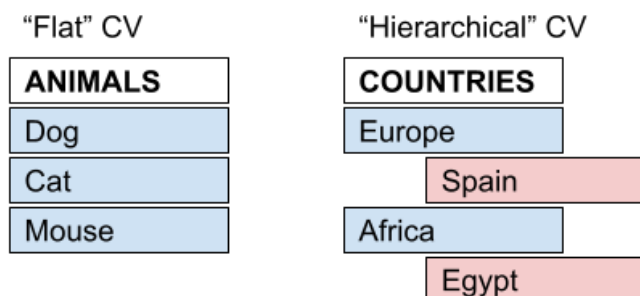 “Flat” CV
ANIMALS
Dog
Cat
Mouse
“Hierarchical” CV
COUNTRIES
Europe
Spain
Africa
Egypt